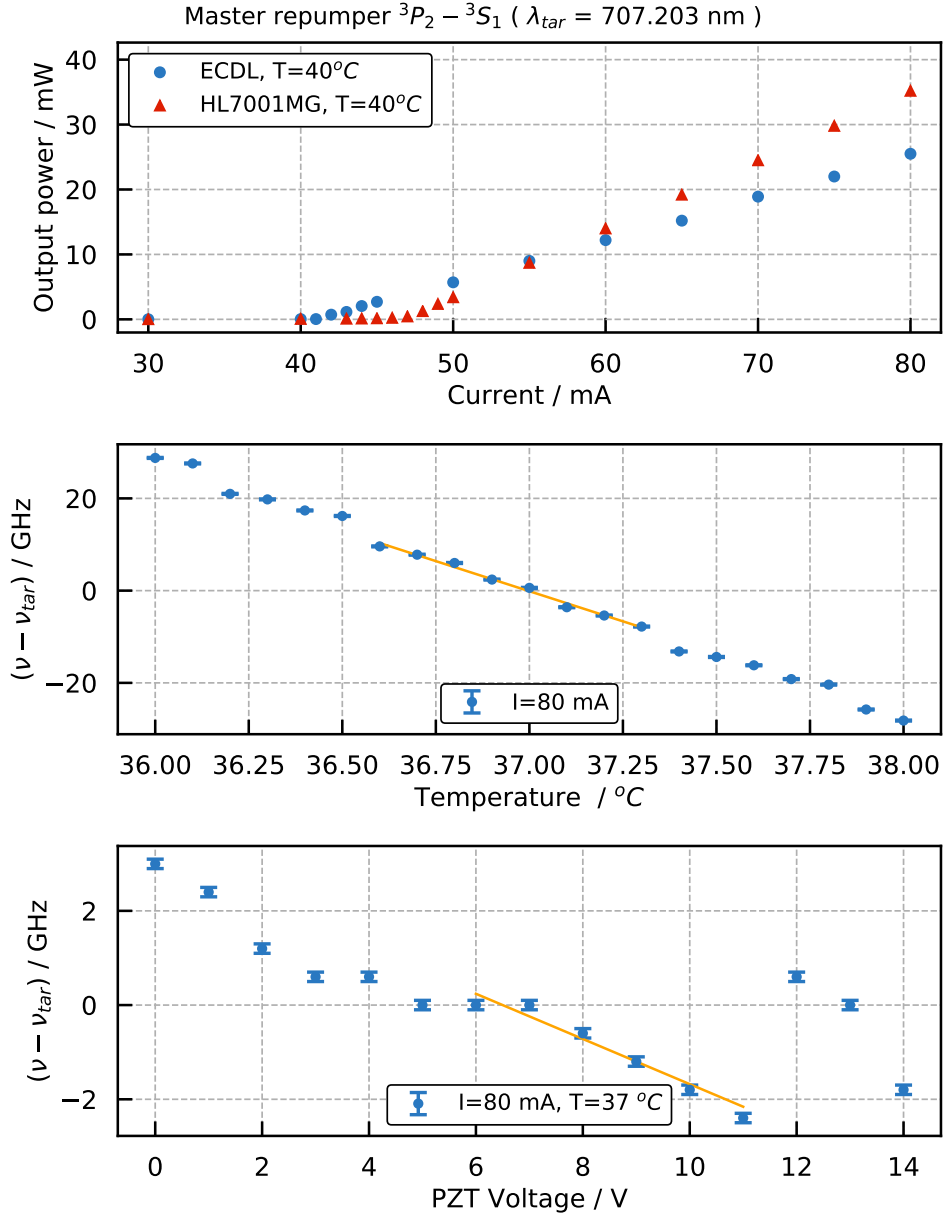 Master repumper ³P₂ − ³S₁ ( λₜₐᵣ = 707.203 nm )
40
30
20
10
0
Output power / mW
ECDL, T=40°C
HL7001MG, T=40°C
30 40 50 60 70 80
Current / mA
20
0
−20
(ν − νₜₐᵣ) / GHz
I=80 mA
36.00 36.25 36.50 36.75 37.00 37.25 37.50 37.75 38.00
Temperature / °C
2
0
−2
(ν − νₜₐᵣ) / GHz
I=80 mA, T=37 °C
0 2 4 6 8 10 12 14
PZT Voltage / V